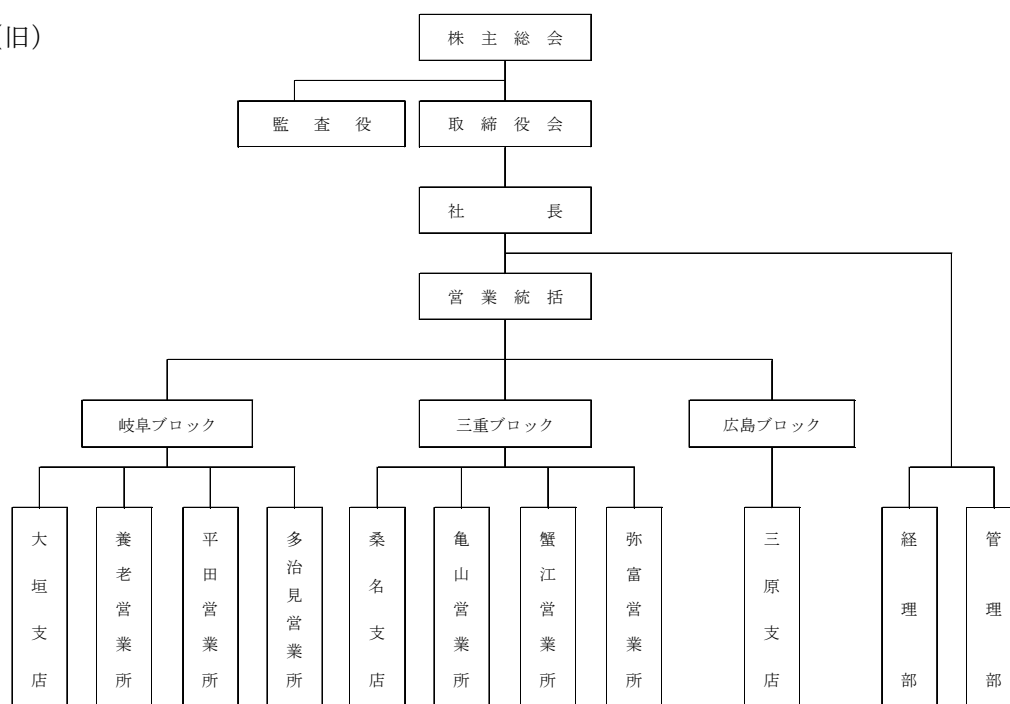 (旧)
株主総会
監査役
取締役会
社長
営業統括
岐阜ブロック
三重ブロック
広島ブロック
大垣支店
養老営業所
平田営業所
多治見営業所
桑名支店
亀山営業所
蟹江営業所
弥富営業所
三原支店
経理部
管理部